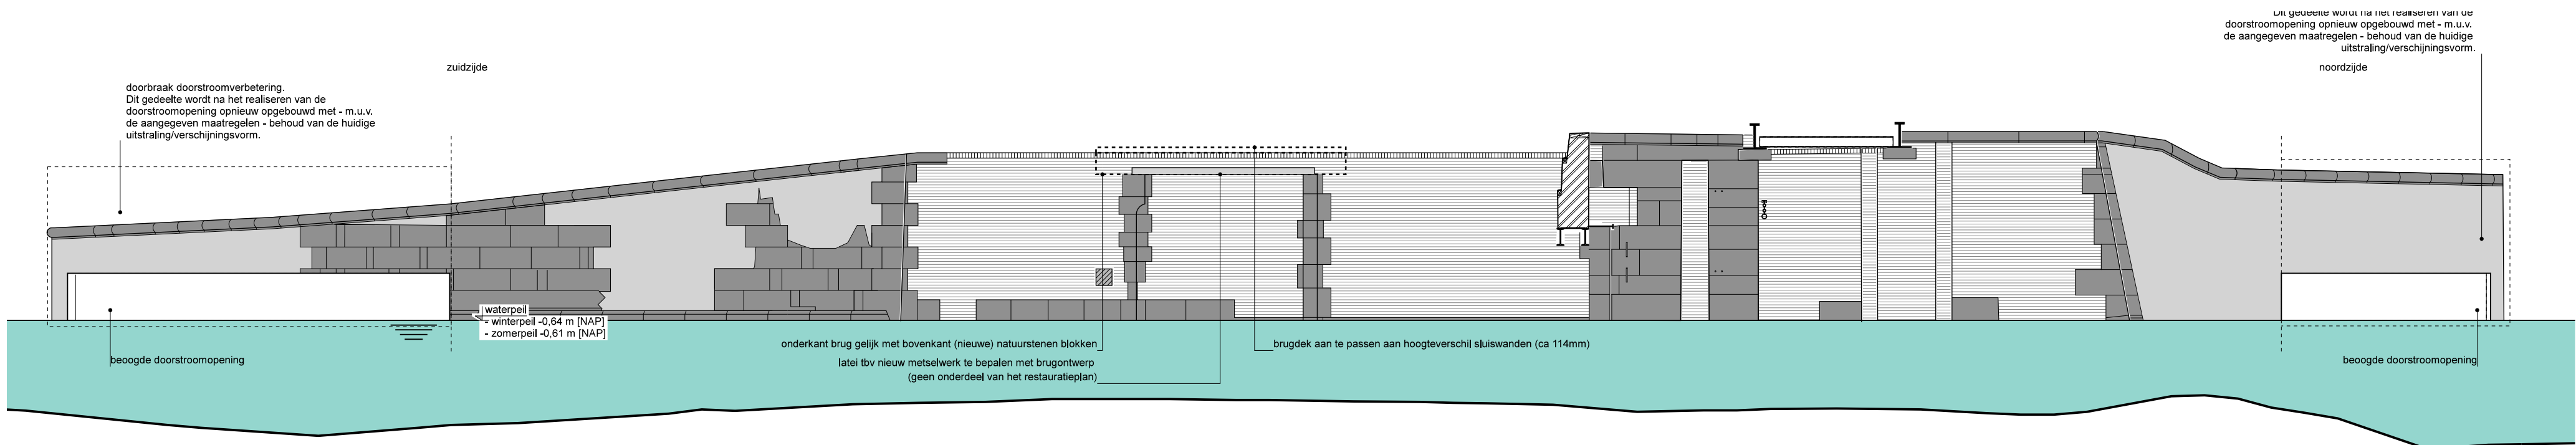 zuidzijde
doorbraak doorstroomverbetering.
Dit gedeelte wordt na het realiseren van de
doorstroomopening opnieuw opgebouwd met - m.u.v.
de aangegeven maatregelen - behoud van de huidige
uitstraling/verschijningsvorm.
Dit gedeelte wordt na het realiseren van de
doorstroomopening opnieuw opgebouwd met - m.u.v.
de aangegeven maatregelen - behoud van de huidige
uitstraling/verschijningsvorm.
noordzijde
waterpeil
- winterpeil -0,64 m [NAP]
- zomerpeil -0,61 m [NAP]
beoogde doorstroomopening
onderkant brug gelijk met bovenkant (nieuwe) natuurstenen blokken
latei tbv nieuw metselwerk te bepalen met brugontwerp
(geen onderdeel van het restauratieplan)
brugdek aan te passen aan hoogteverschil sluiswanden (ca 114mm)
beoogde doorstroomopening